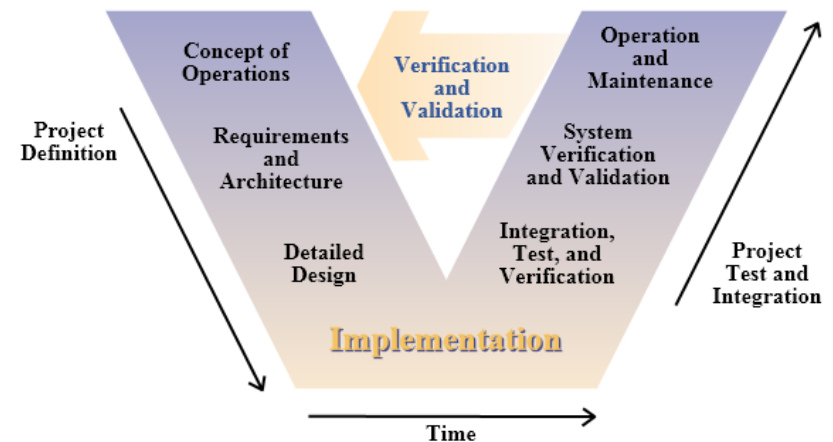 Concept of
Operations
Verification
and
Validation
Operation
and
Maintenance
Project
Definition
Requirements
and
Architecture
System
Verification
and Validation
Detailed
Design
Integration,
Test, and
Verification
Project
Test and
Integration
Implementation
Time